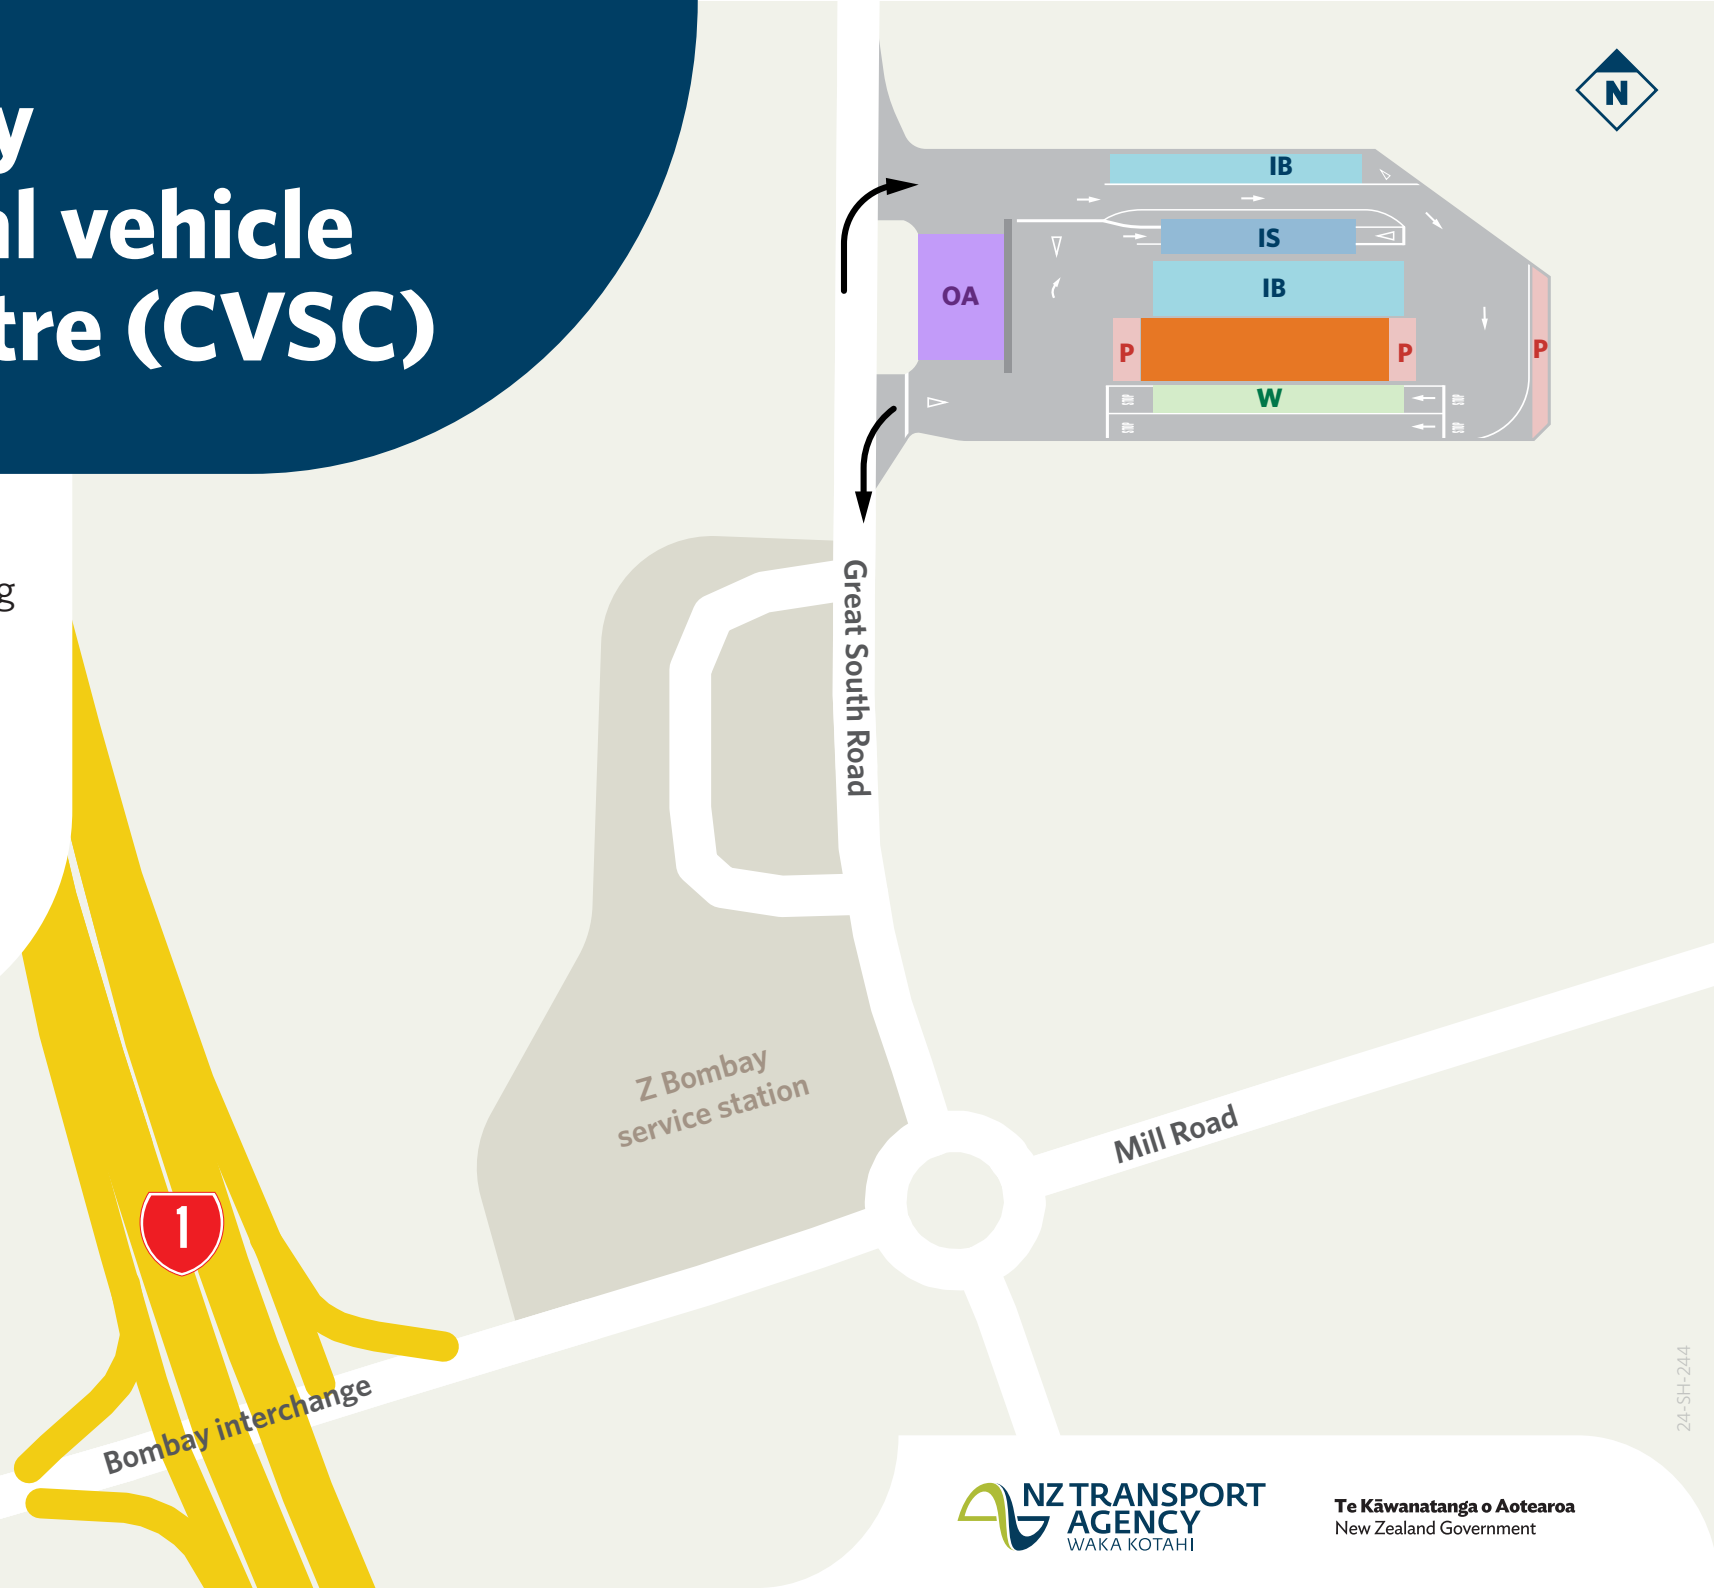 y
al vehicle
tre (CVSC)
g
N
IB
IS
IB
OA
P
P
P
W
Great South Road
Z Bombay
service station
Mill Road
1
Bombay interchange
24-SH-244
NZ TRANSPORT
AGENCY
WAKA KOTAHI
Te Kāwanatanga o Aotearoa
New Zealand Government